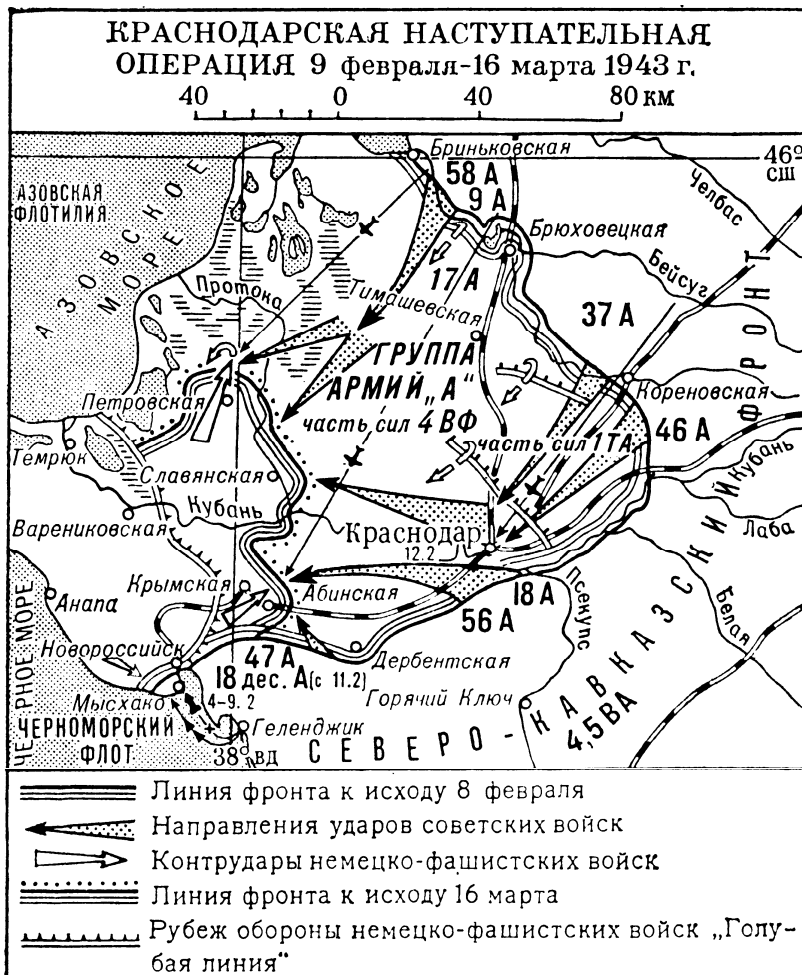 КРАСНОДАРСКАЯ НАСТУПАТЕЛЬНАЯ
ОПЕРАЦИЯ 9 февраля-16 марта 1943 г.
40 0 40 80 км
Бриньковская
46°
сш
58 А
9 А
Челбас
АЗОВСКАЯ
ФЛОТИЛИЯ
АЗОВСКОЕ
МОРЕ
Брюховецкая
Бейсуг
17 А
Протока
Тимашевская
37 А
ГРУППА
АРМИЙ „А"
Петровская
часть сил 4 ВФ
Кореновская
часть сил 1 ТА
46 А
Темрюк
Славянская
Кубань
Кубань
Варениковская
Краснодар
12.2
Лаба
Крымская
Абинская
Псекупс
18 А
56 А
Анапа
Белая
Новороссийск
47 А
Дербентская
18 дес. А (с 11.2)
Мысхако
4-9.2
Горячий Ключ
ЧЕРНОЕ МОРЕ
ЧЕРНОМОРСКИЙ
ФЛОТ
Геленджик
38° вд
СЕВЕРО-КАВКАЗСКИЙ ФРОНТ
4,5 ВА
Линия фронта к исходу 8 февраля
Направления ударов советских войск
Контрудары немецко-фашистских войск
Линия фронта к исходу 16 марта
Рубеж обороны немецко-фашистских войск „Голу-
бая линия"